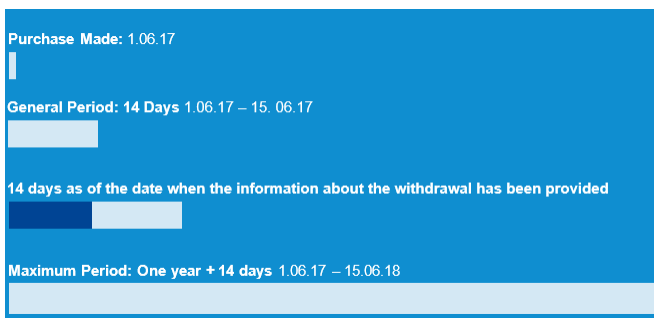 Purchase Made: 1.06.17
General Period: 14 Days 1.06.17 – 15. 06.17
14 days as of the date when the information about the withdrawal has been provided
Maximum Period: One year + 14 days 1.06.17 – 15.06.18